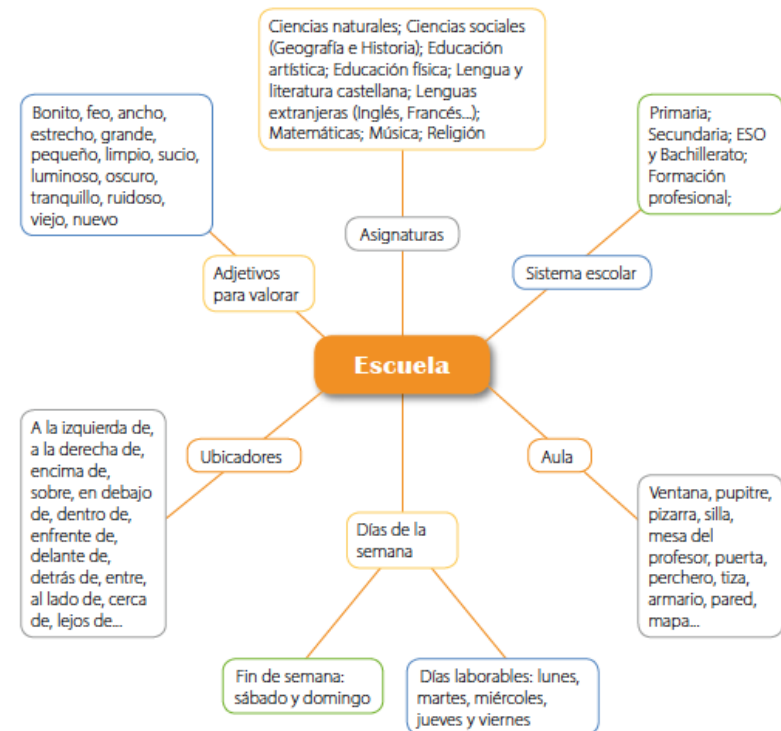 Ciencias naturales; Ciencias sociales
(Geografía e Historia); Educación
artística; Educación física; Lengua y
literatura castellana; Lenguas
extranjeras (Inglés, Francés...);
Matemáticas; Música; Religión
Bonito, feo, ancho,
estrecho, grande,
pequeño, limpio, sucio,
luminoso, oscuro,
tranquillo, ruidoso,
viejo, nuevo
Primaria;
Secundaria; ESO
y Bachillerato;
Formación
profesional;
Asignaturas
Adjetivos
para valorar
Sistema escolar
Escuela
Ubicadores
Aula
A la izquierda de,
a la derecha de,
encima de,
sobre, en debajo
de, dentro de,
enfrente de,
delante de,
detrás de, entre,
al lado de, cerca
de, lejos de...
Días de la
semana
Ventana, pupitre,
pizarra, silla,
mesa del
profesor, puerta,
perchero, tiza,
armario, pared,
mapa...
Fin de semana:
sábado y domingo
Días laborables: lunes,
martes, miércoles,
jueves y viernes